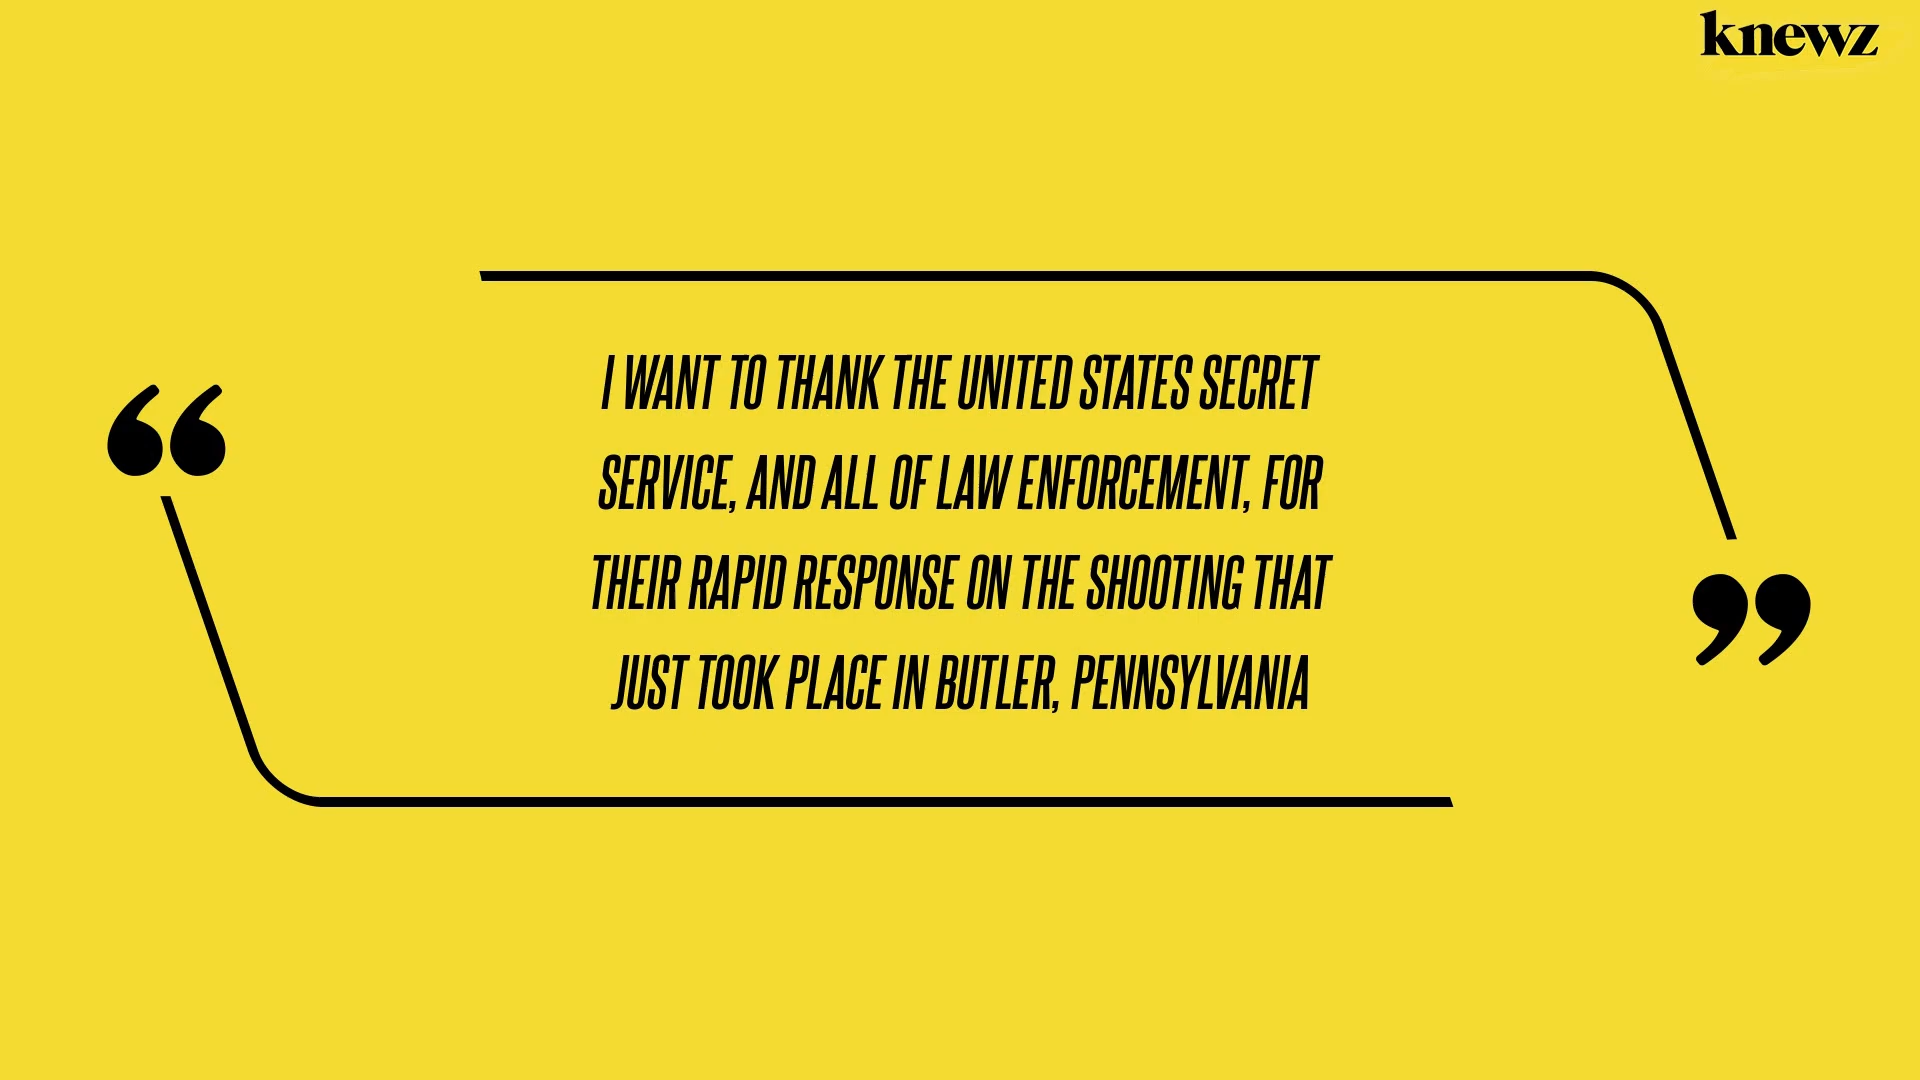 knewz
“
I WANT TO THANK THE UNITED STATES SECRET
SERVICE, AND ALL OF LAW ENFORCEMENT, FOR
THEIR RAPID RESPONSE ON THE SHOOTING THAT
JUST TOOK PLACE IN BUTLER, PENNSYLVANIA
”